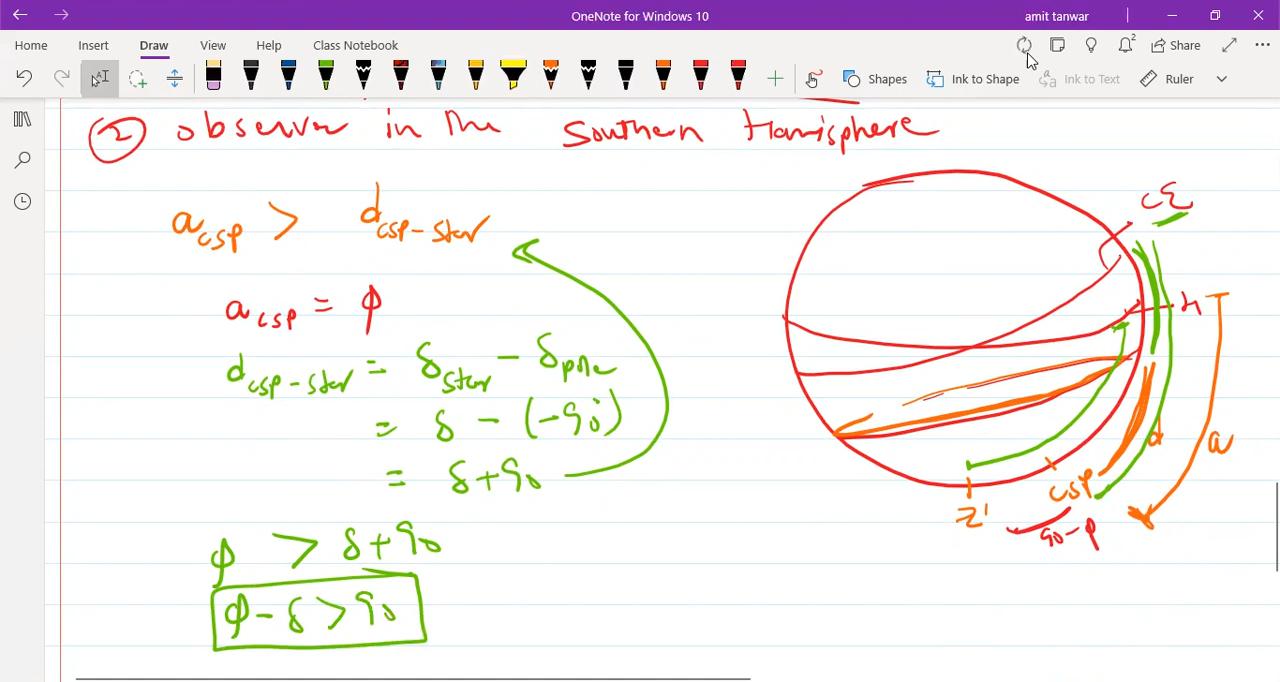 OneNote for Windows 10
amit tanwar
Home Insert Draw View Help Class Notebook
2
Share
Shapes Ink to Shape Ink to Text Ruler
② observer in the Southern Hemisphere
a_csp > d_csp-star
a_csp = ϕ
d_csp-star = δ_star - δ_pole
= δ - (-90°)
= δ+90
ϕ > δ+90
ϕ - δ > 90
CE
h
d
a
CSP
Z'
90-ϕ